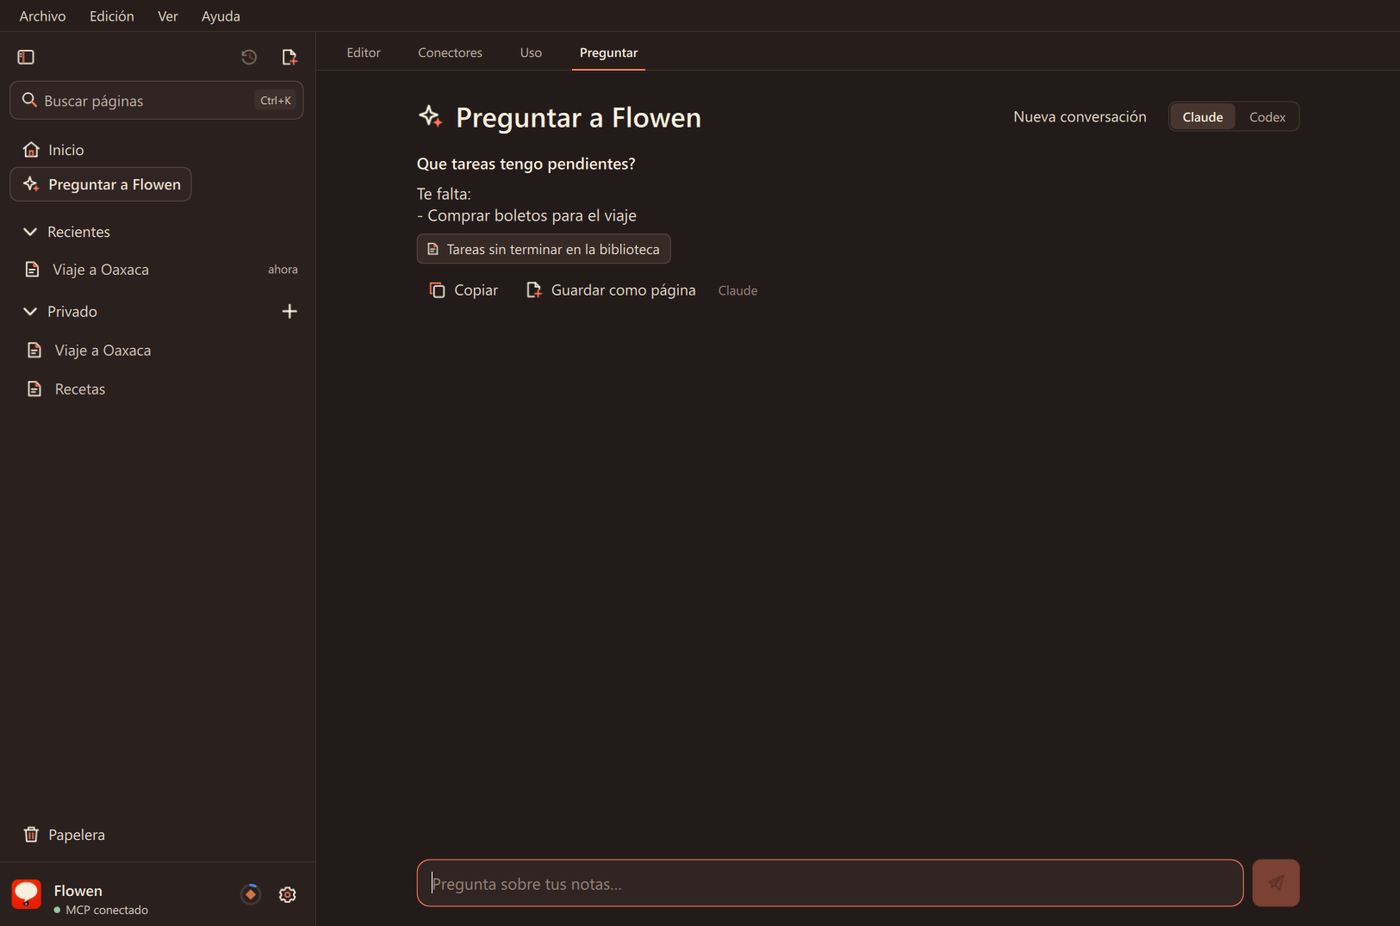 Archivo Edición Ver Ayuda
Buscar páginas Ctrl+K
Inicio
Preguntar a Flowen
Recientes
Viaje a Oaxaca ahora
Privado
Viaje a Oaxaca
Recetas
Papelera
Flowen
MCP conectado
Editor Conectores Uso Preguntar
Preguntar a Flowen
Nueva conversación Claude Codex
Que tareas tengo pendientes?
Te falta:
- Comprar boletos para el viaje
Tareas sin terminar en la biblioteca
Copiar Guardar como página Claude
Pregunta sobre tus notas...